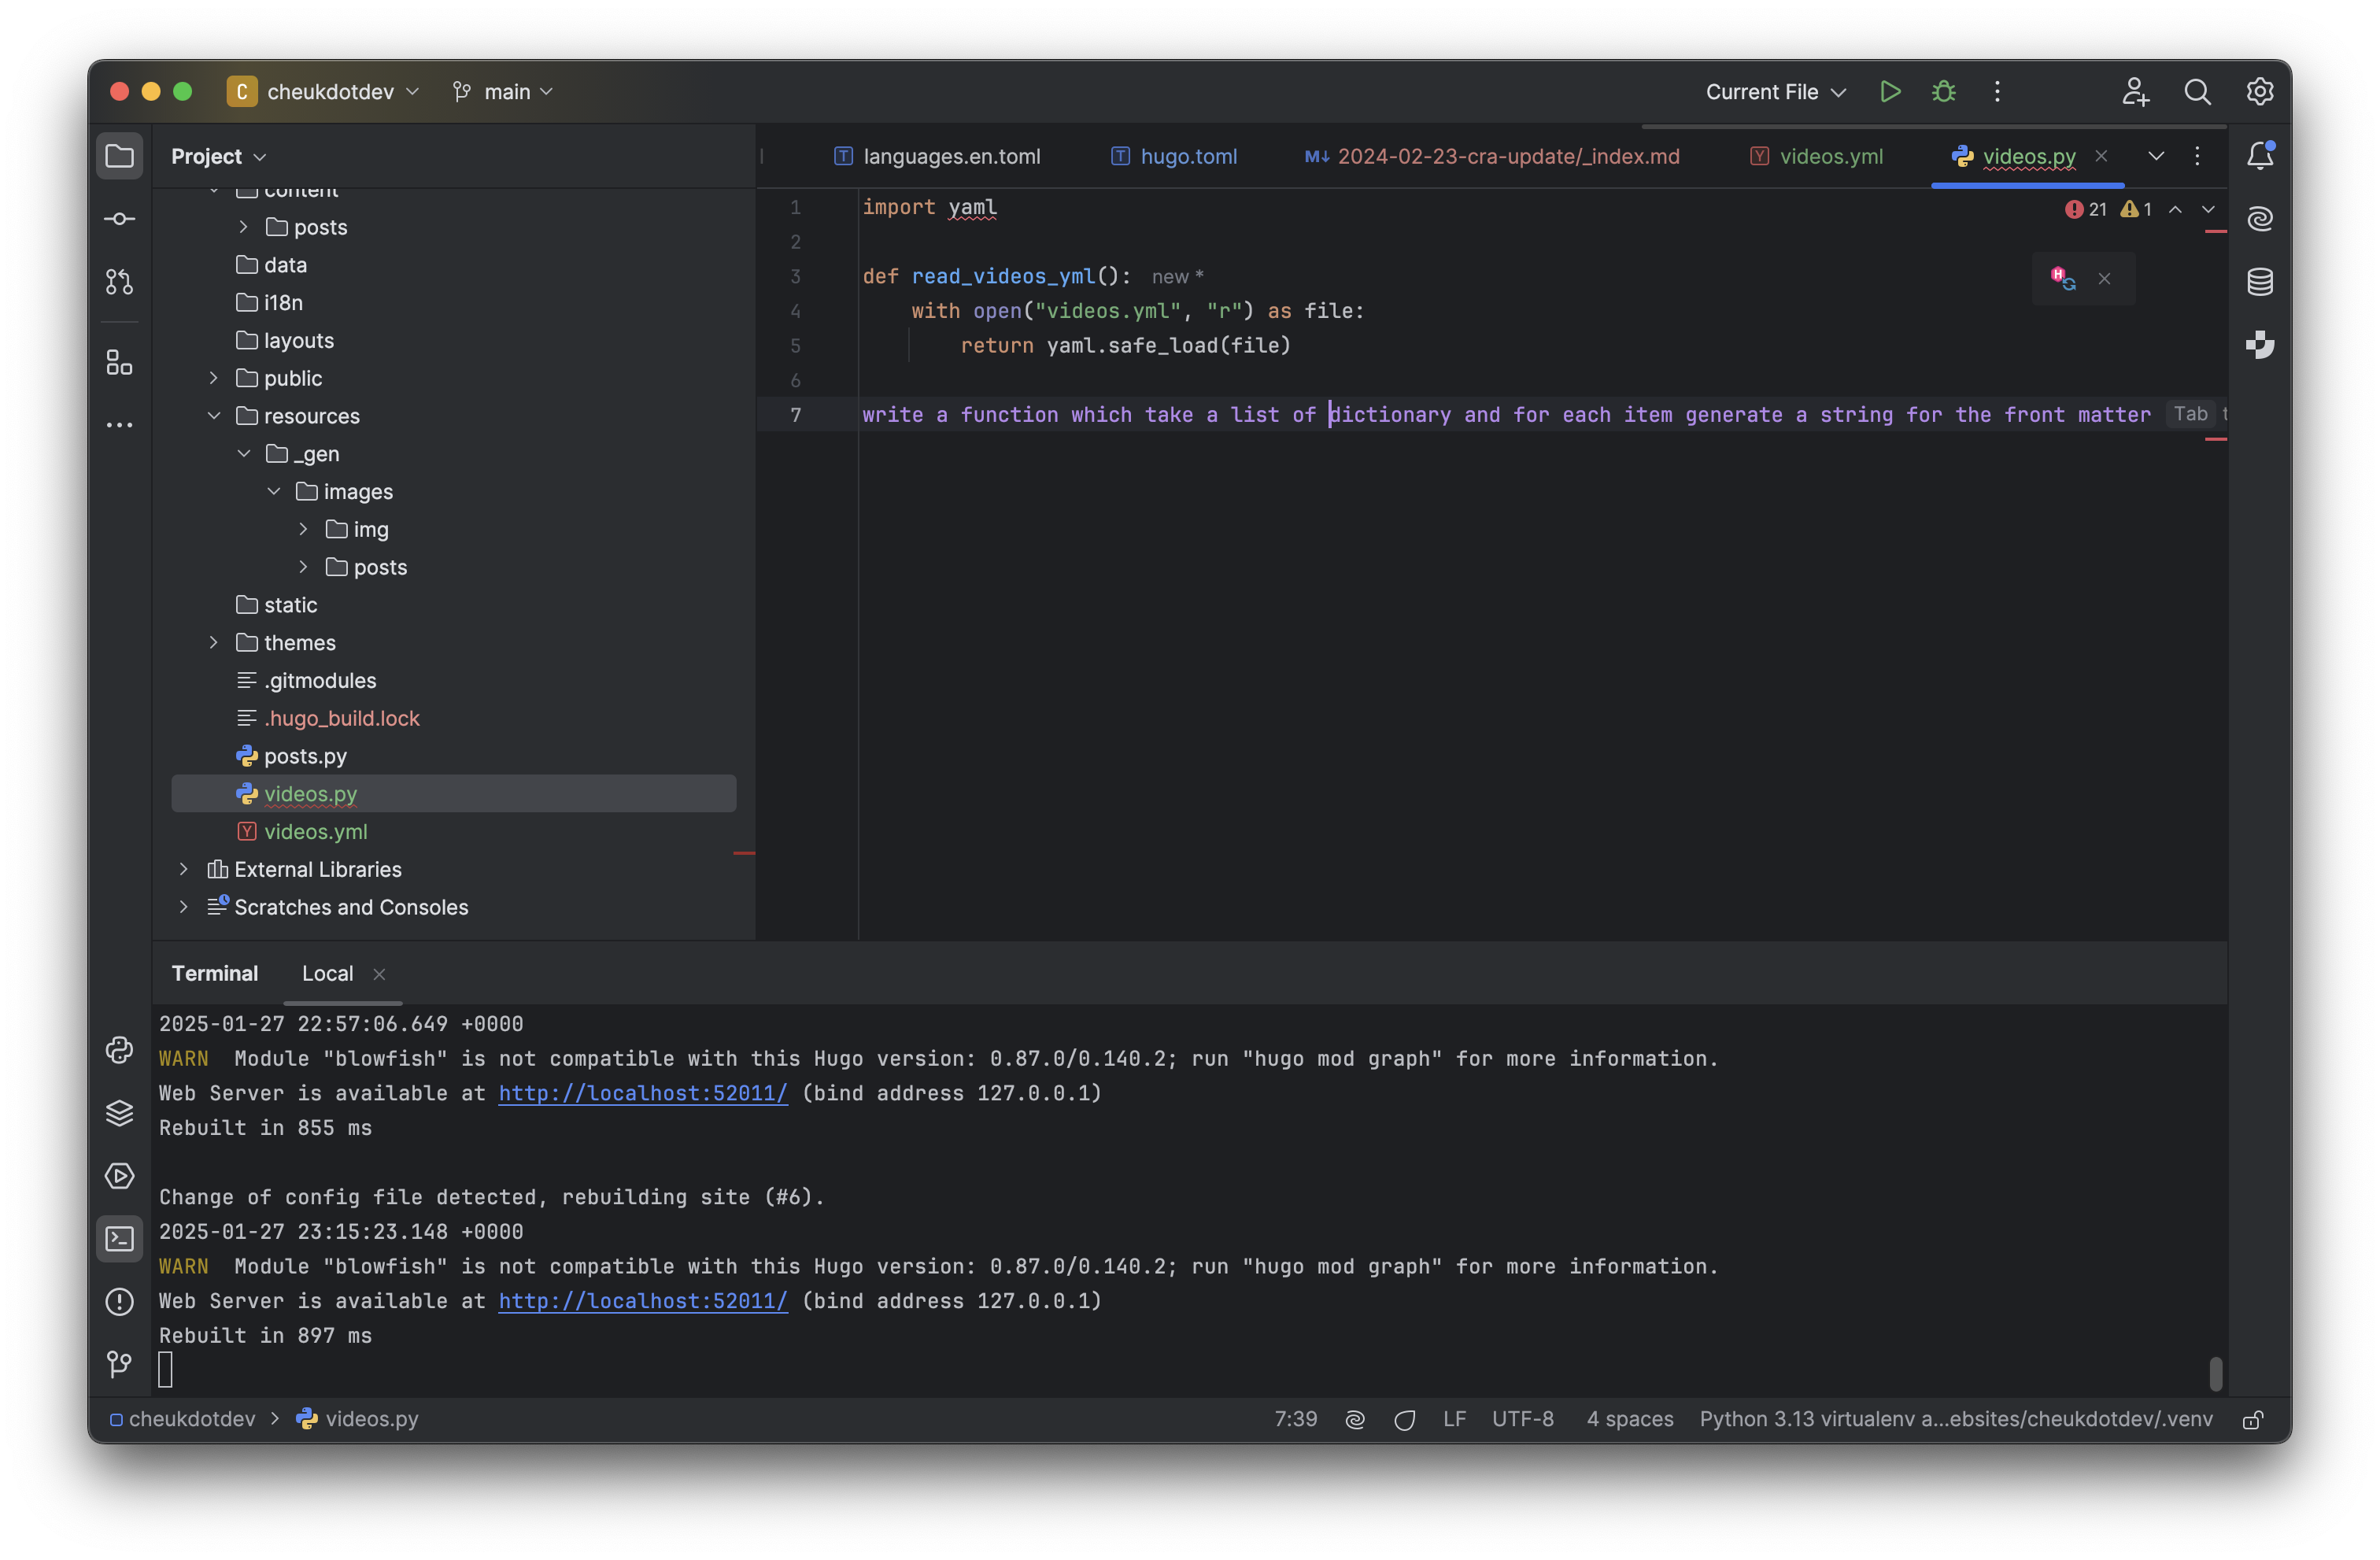 C cheukdotdev main Current File
Project
content
posts
data
i18n
layouts
public
resources
_gen
images
img
posts
static
themes
.gitmodules
.hugo_build.lock
posts.py
videos.py
videos.yml
External Libraries
Scratches and Consoles
languages.en.toml hugo.toml 2024-02-23-cra-update/_index.md videos.yml videos.py
21 1
1 import yaml
2
3 def read_videos_yml(): new *
4 with open("videos.yml", "r") as file:
5 return yaml.safe_load(file)
6
7 write a function which take a list of dictionary and for each item generate a string for the front matter Tab t
Terminal Local
2025-01-27 22:57:06.649 +0000
WARN Module "blowfish" is not compatible with this Hugo version: 0.87.0/0.140.2; run "hugo mod graph" for more information.
Web Server is available at http://localhost:52011/ (bind address 127.0.0.1)
Rebuilt in 855 ms
Change of config file detected, rebuilding site (#6).
2025-01-27 23:15:23.148 +0000
WARN Module "blowfish" is not compatible with this Hugo version: 0.87.0/0.140.2; run "hugo mod graph" for more information.
Web Server is available at http://localhost:52011/ (bind address 127.0.0.1)
Rebuilt in 897 ms
cheukdotdev > videos.py 7:39 LF UTF-8 4 spaces Python 3.13 virtualenv a...ebsites/cheukdotdev/.venv